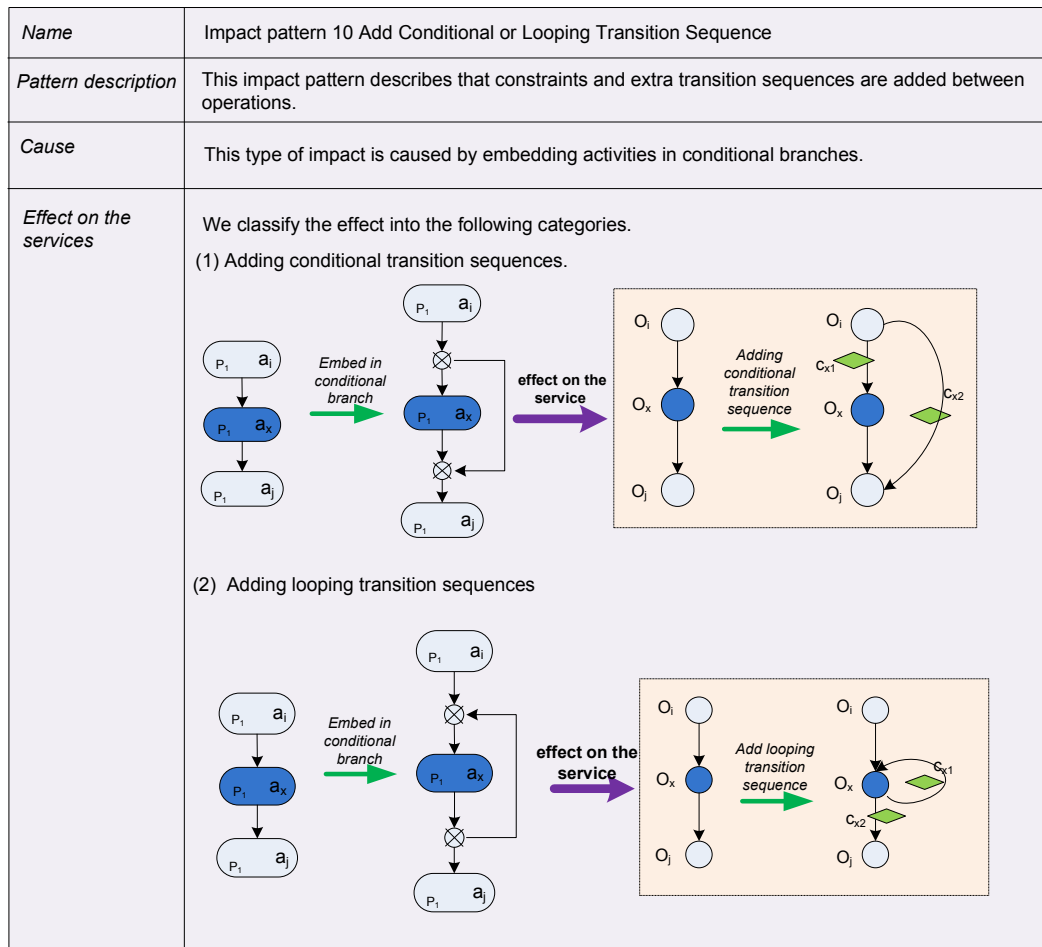 Name
Impact pattern 10 Add Conditional or Looping Transition Sequence
Pattern description
This impact pattern describes that constraints and extra transition sequences are added between
operations.
Cause
This type of impact is caused by embedding activities in conditional branches.
Effect on the
services
We classify the effect into the following categories.
(1) Adding conditional transition sequences.
P₁ aᵢ
P₁ aₓ
P₁ aⱼ
Embed in
conditional
branch
P₁ aᵢ
P₁ aₓ
P₁ aⱼ
effect on the
service
Oᵢ
Oₓ
Oⱼ
Adding
conditional
transition
sequence
Oᵢ
cₓ₁
cₓ₂
Oₓ
Oⱼ
(2) Adding looping transition sequences
P₁ aᵢ
P₁ aₓ
P₁ aⱼ
Embed in
conditional
branch
P₁ aᵢ
P₁ aₓ
P₁ aⱼ
effect on the
service
Oᵢ
Oₓ
Oⱼ
Add looping
transition
sequence
Oᵢ
cₓ₁
Oₓ
cₓ₂
Oⱼ